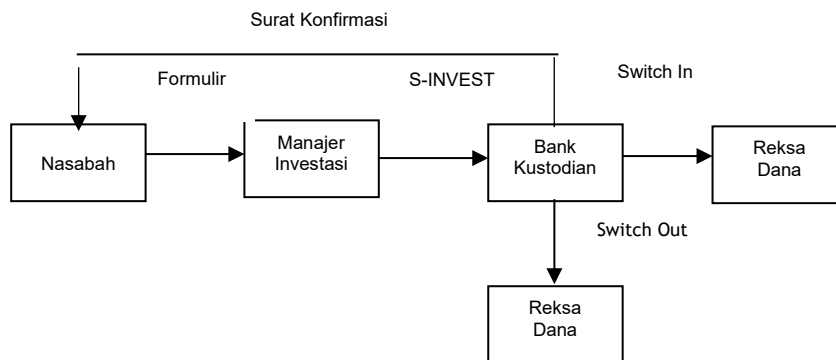 Surat Konfirmasi
Formulir
S-INVEST
Switch In
Nasabah
Manajer
Investasi
Bank
Kustodian
Reksa
Dana
Switch Out
Reksa
Dana